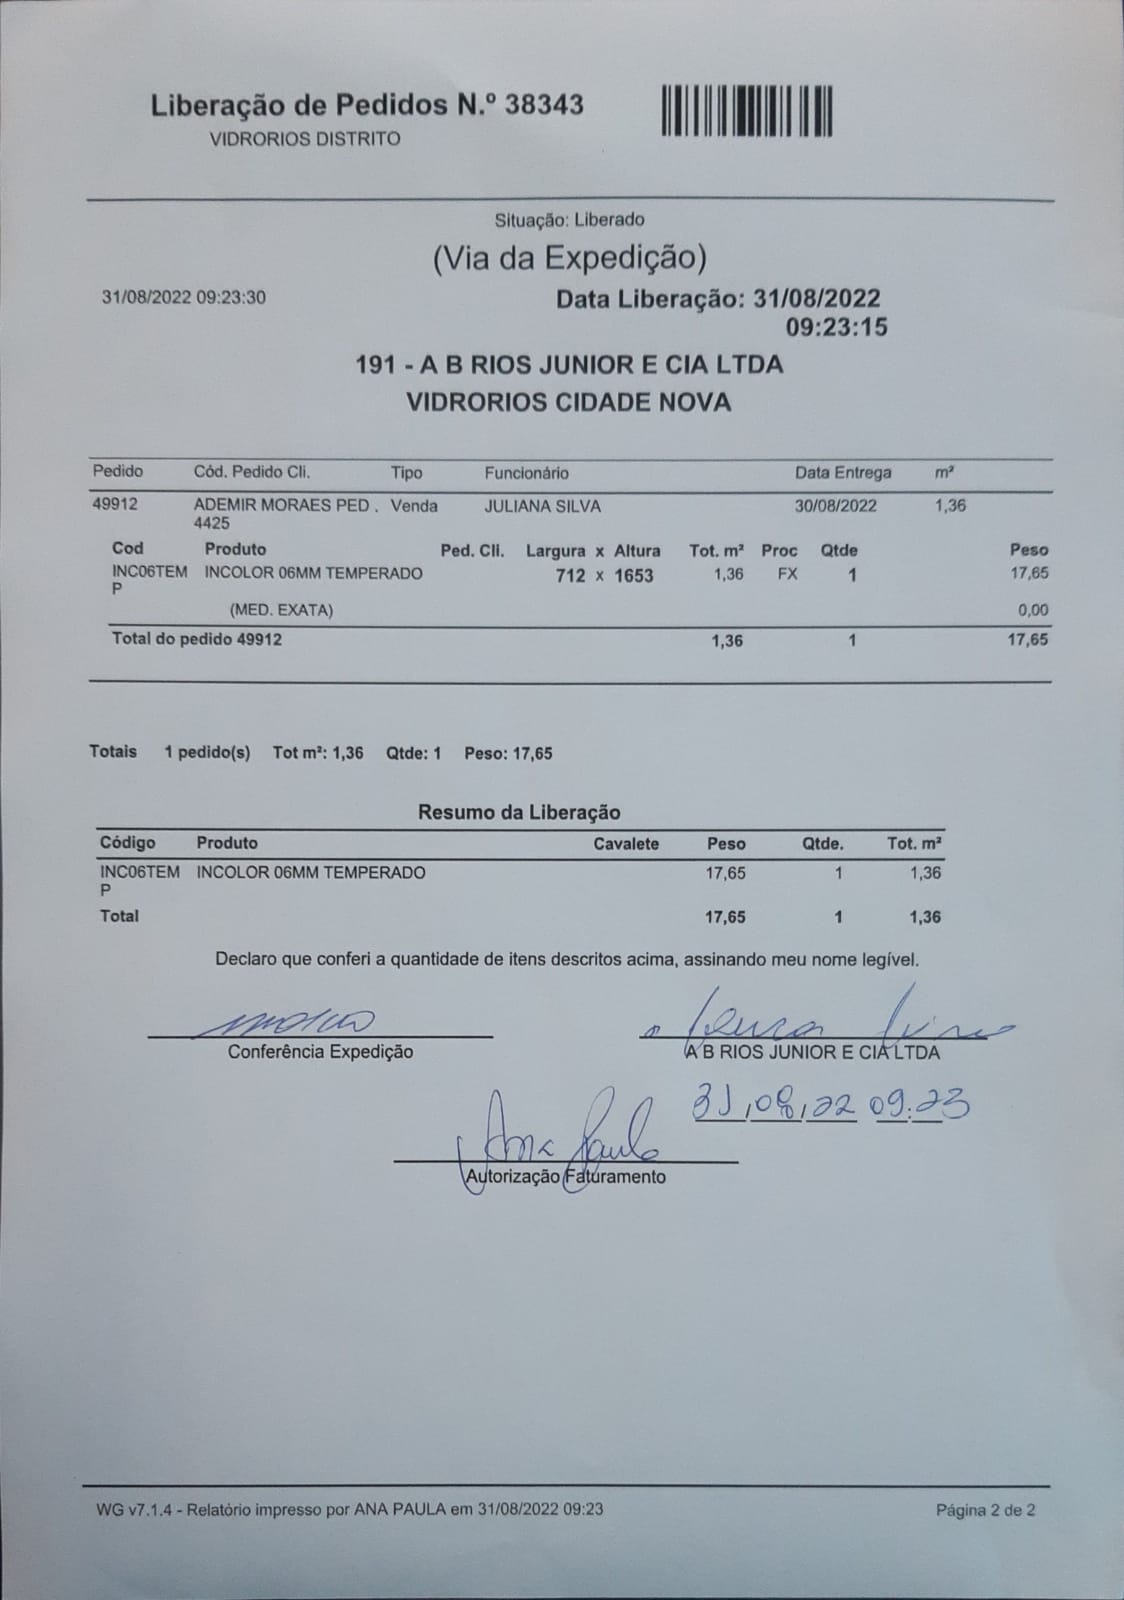 Liberação de Pedidos N.º 38343
VIDRORIOS DISTRITO
Situação: Liberado
(Via da Expedição)
31/08/2022 09:23:30
Data Liberação: 31/08/2022
09:23:15
191 - A B RIOS JUNIOR E CIA LTDA
VIDRORIOS CIDADE NOVA
Pedido Cód. Pedido Cli. Tipo Funcionário Data Entrega m²
49912 ADEMIR MORAES PED . Venda JULIANA SILVA 30/08/2022 1,36
4425
Cod Produto Ped. Cli. Largura x Altura Tot. m² Proc Qtde Peso
INC06TEM INCOLOR 06MM TEMPERADO 712 x 1653 1,36 FX 1 17,65
P
(MED. EXATA) 0,00
Total do pedido 49912 1,36 1 17,65
Totais 1 pedido(s) Tot m²: 1,36 Qtde: 1 Peso: 17,65
Resumo da Liberação
Código Produto Cavalete Peso Qtde. Tot. m²
INC06TEM INCOLOR 06MM TEMPERADO 17,65 1 1,36
P
Total 17,65 1 1,36
Declaro que conferi a quantidade de itens descritos acima, assinando meu nome legível.
Conferência Expedição
A B RIOS JUNIOR E CIA LTDA
31,08,22 09:23
Ana Paula
Autorização Faturamento
WG v7.1.4 - Relatório impresso por ANA PAULA em 31/08/2022 09:23
Página 2 de 2